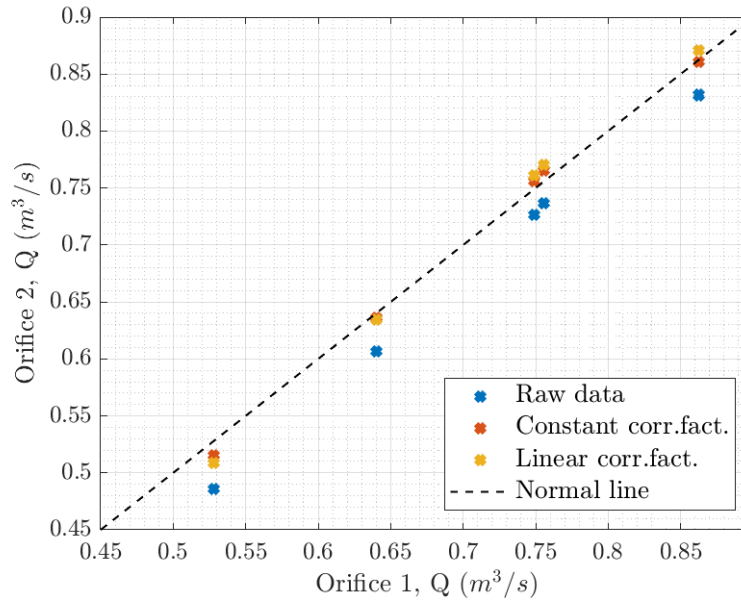 0.9
0.85
0.8
0.75
0.7
0.65
0.6
0.55
0.5
0.45
Orifice 2, Q (m³/s)
Raw data
Constant corr.fact.
Linear corr.fact.
Normal line
0.45 0.5 0.55 0.6 0.65 0.7 0.75 0.8 0.85
Orifice 1, Q (m³/s)